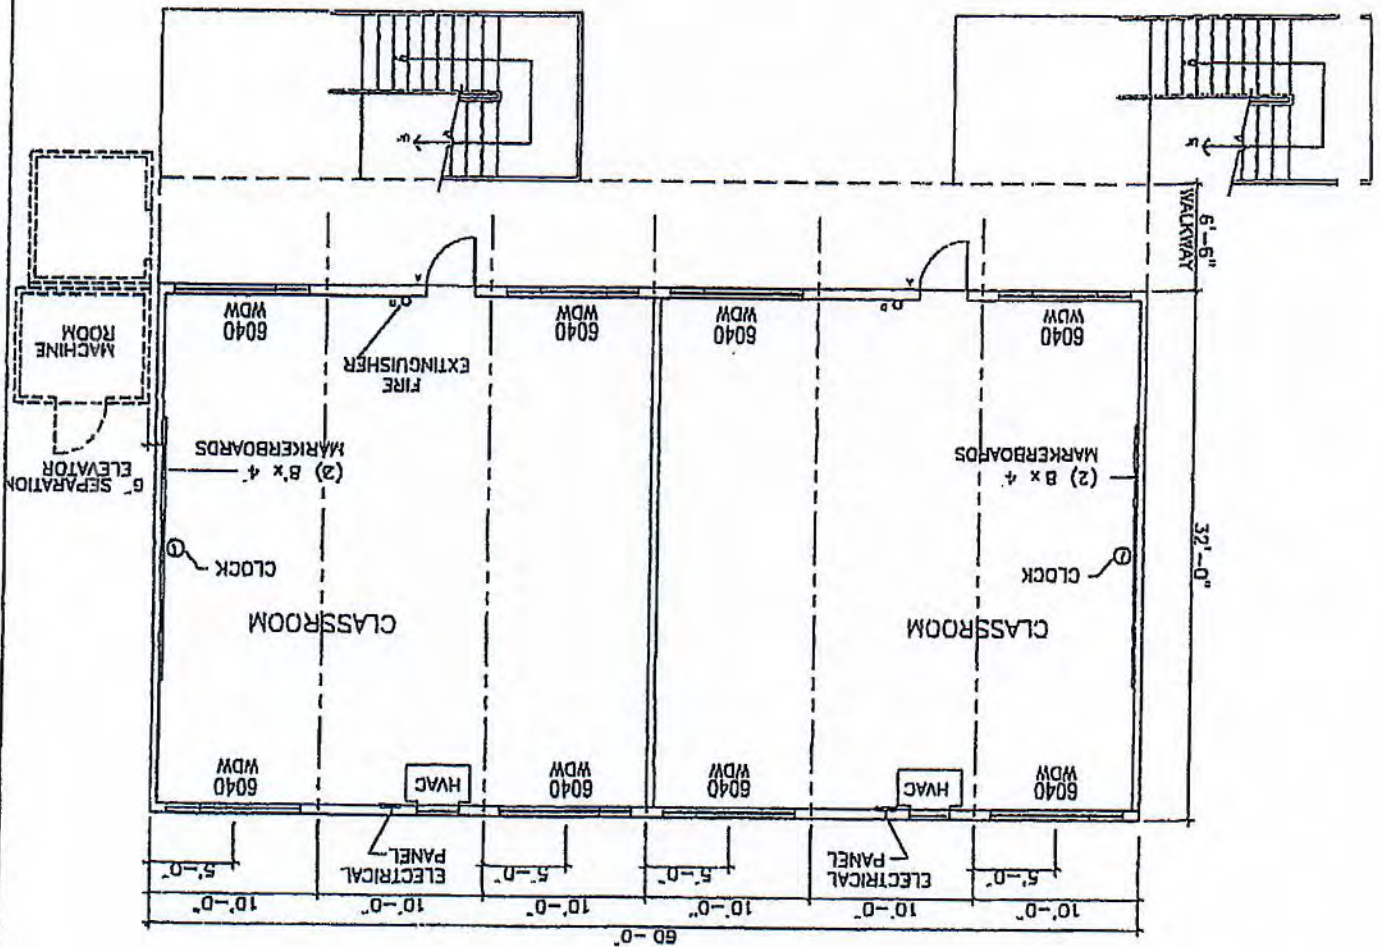 60'-0"
10'-0"
10'-0"
10'-0"
10'-0"
10'-0"
10'-0"
5'-0"
ELECTRICAL
PANEL
5'-0"
5'-0"
ELECTRICAL
PANEL
5'-0"
6040
WDW
HVAC
6040
WDW
6040
WDW
HVAC
6040
WDW
CLASSROOM
CLASSROOM
32'-0"
CLOCK
CLOCK
(2) 8 x 4'
MARKERBOARDS
(2) 8'x 4'
MARKERBOARDS
6" SEPARATION
ELEVATOR
FIRE
EXTINGUISHER
MACHINE
ROOM
6040
WDW
6040
WDW
6040
WDW
6040
WDW
6'-6"
WALKWAY